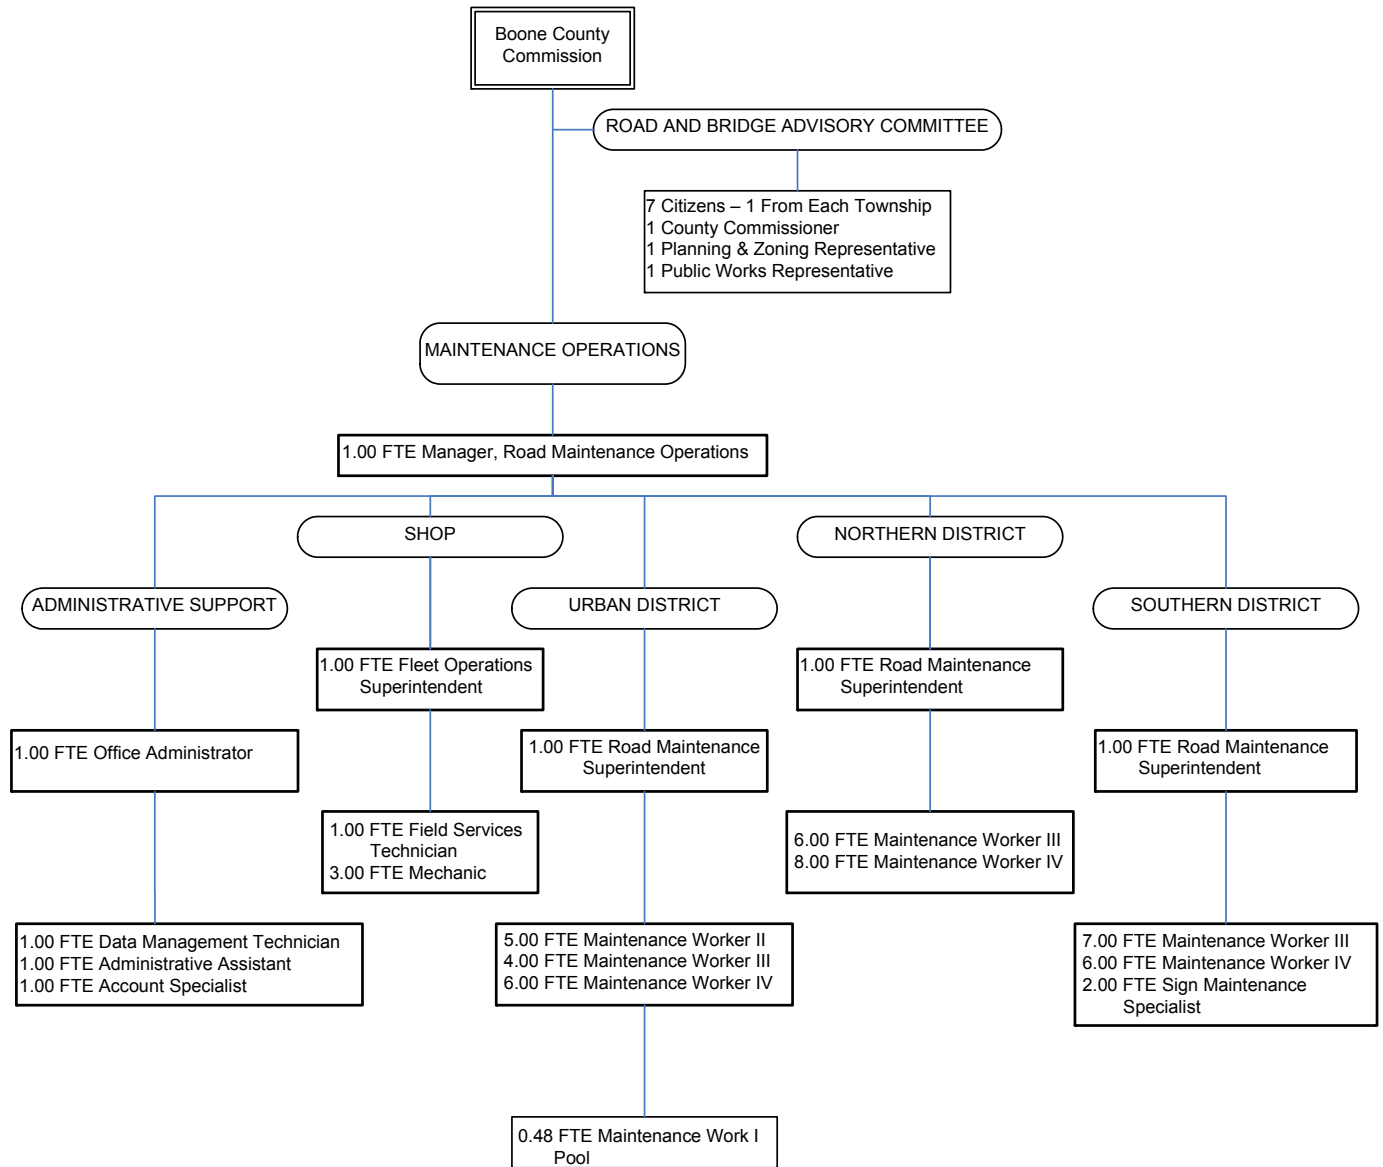 Boone County
Commission
ROAD AND BRIDGE ADVISORY COMMITTEE
7 Citizens – 1 From Each Township
1 County Commissioner
1 Planning & Zoning Representative
1 Public Works Representative
MAINTENANCE OPERATIONS
1.00 FTE Manager, Road Maintenance Operations
SHOP
NORTHERN DISTRICT
ADMINISTRATIVE SUPPORT
URBAN DISTRICT
SOUTHERN DISTRICT
1.00 FTE Fleet Operations
Superintendent
1.00 FTE Road Maintenance
Superintendent
1.00 FTE Office Administrator
1.00 FTE Road Maintenance
Superintendent
1.00 FTE Road Maintenance
Superintendent
1.00 FTE Field Services
Technician
3.00 FTE Mechanic
6.00 FTE Maintenance Worker III
8.00 FTE Maintenance Worker IV
1.00 FTE Data Management Technician
1.00 FTE Administrative Assistant
1.00 FTE Account Specialist
5.00 FTE Maintenance Worker II
4.00 FTE Maintenance Worker III
6.00 FTE Maintenance Worker IV
7.00 FTE Maintenance Worker III
6.00 FTE Maintenance Worker IV
2.00 FTE Sign Maintenance
Specialist
0.48 FTE Maintenance Work I
Pool